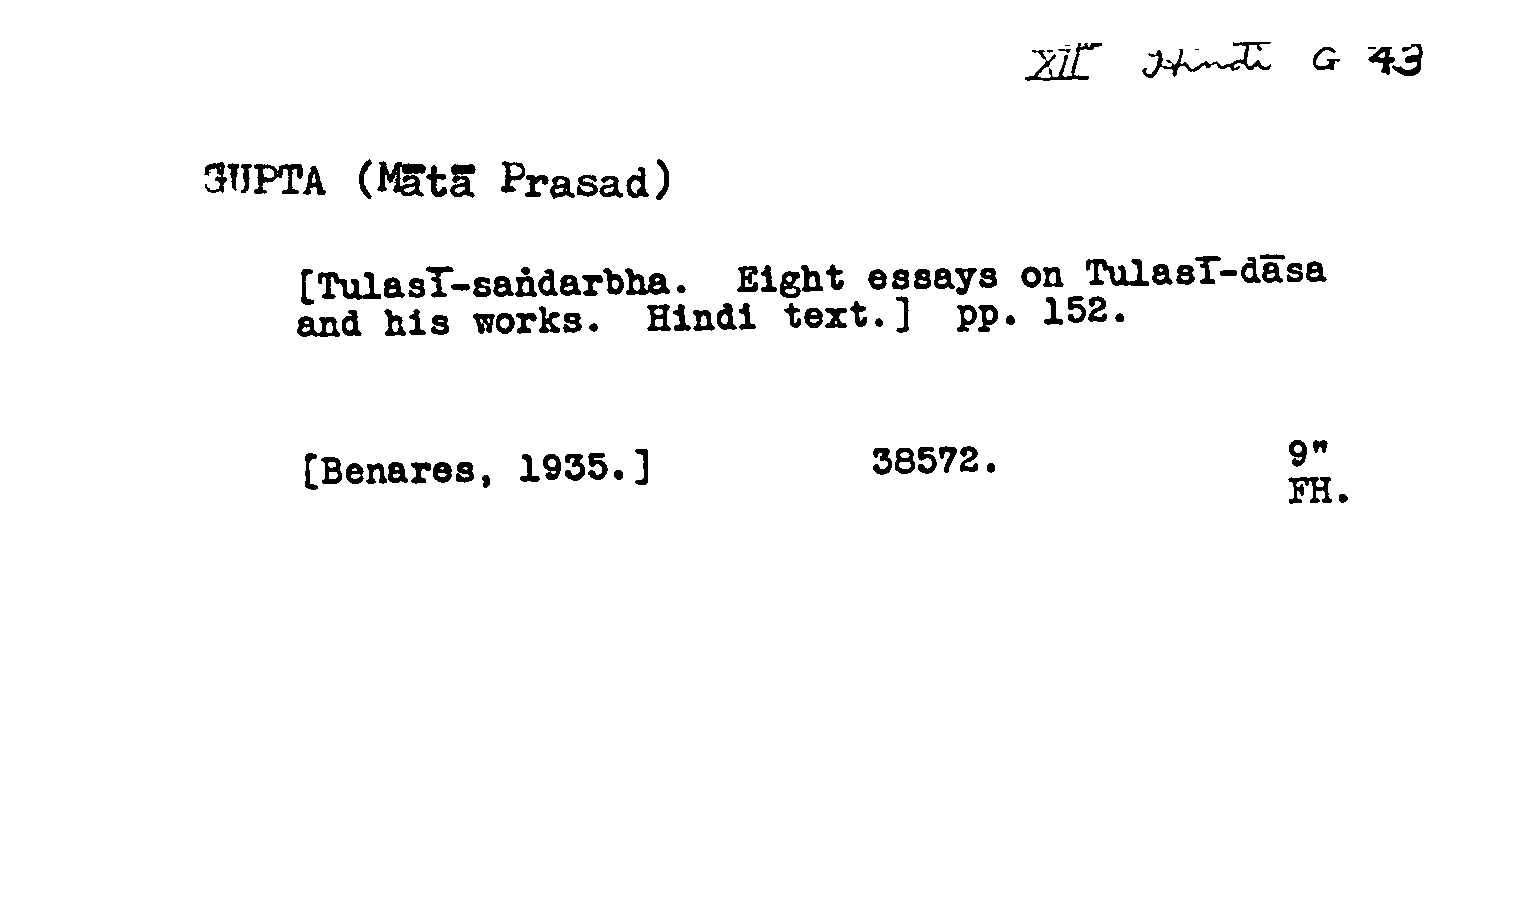 XII Hindī G 43
GUPTA (Mātā Prasad)
[Tulasī-saṅdarbha. Eight essays on Tulasī-dāsa
and his works. Hindi text.] pp. 152.
[Benares, 1935.] 38572. 9"
FH.